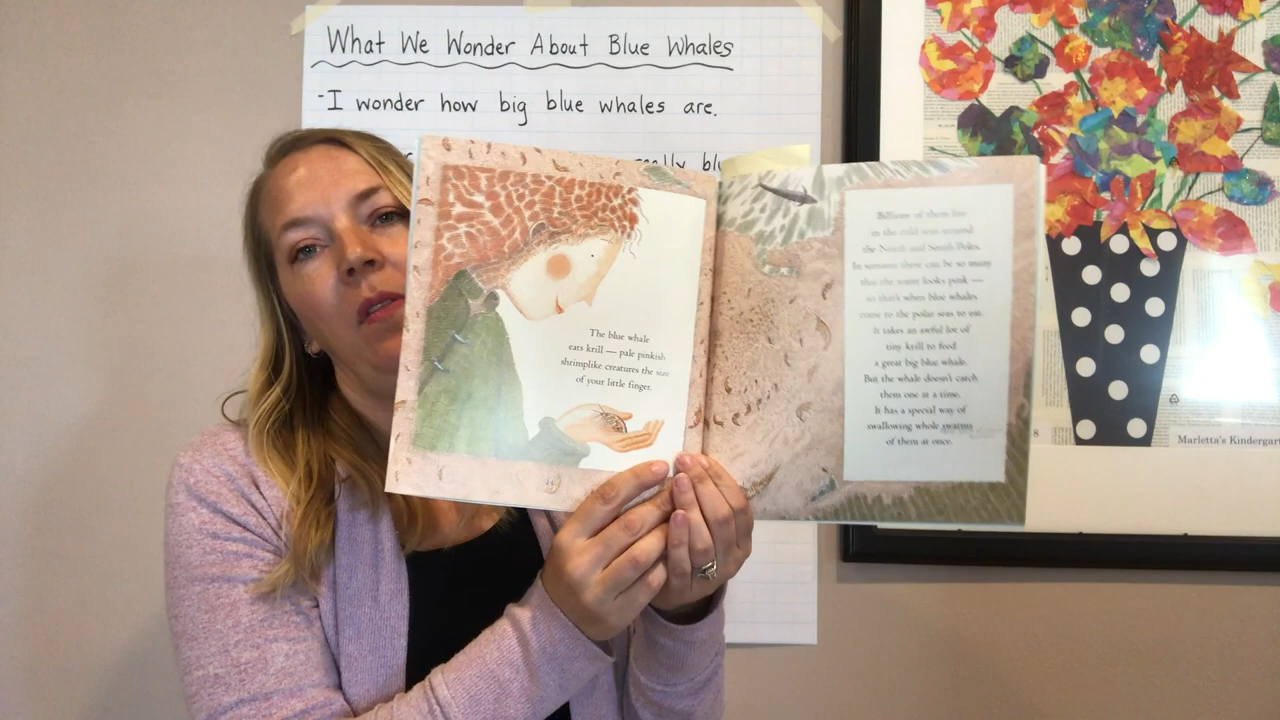 What We Wonder About Blue Whales
-I wonder how big blue whales are.
really blu
The blue whale
eats krill — pale pinkish
shrimplike creatures the size
of your little finger.
Billions of them live
in the cold seas around
the North and South Poles.
In summer there can be so many
that the water looks pink —
so that's when blue whales
come to the polar seas to eat.
It takes an awful lot of
tiny krill to feed
a great big blue whale.
But the whale doesn't catch
them one at a time.
It has a special way of
swallowing whole swarms
of them at once.
8
Marietta's Kindergart